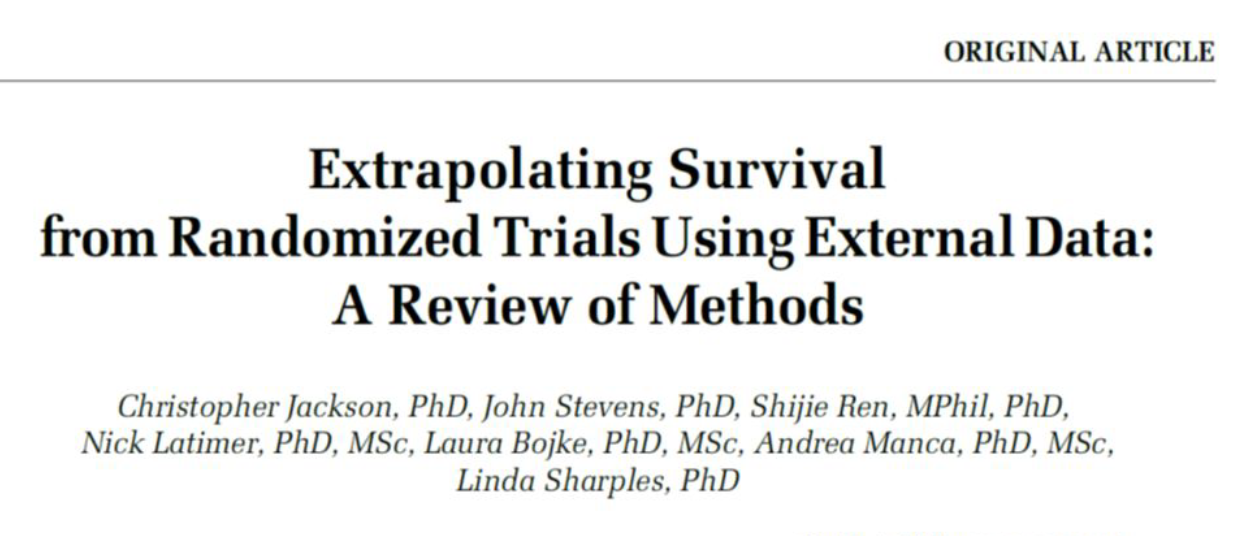 ORIGINAL ARTICLE
Extrapolating Survival
from Randomized Trials Using External Data:
A Review of Methods
Christopher Jackson, PhD, John Stevens, PhD, Shijie Ren, MPhil, PhD,
Nick Latimer, PhD, MSc, Laura Bojke, PhD, MSc, Andrea Manca, PhD, MSc,
Linda Sharples, PhD